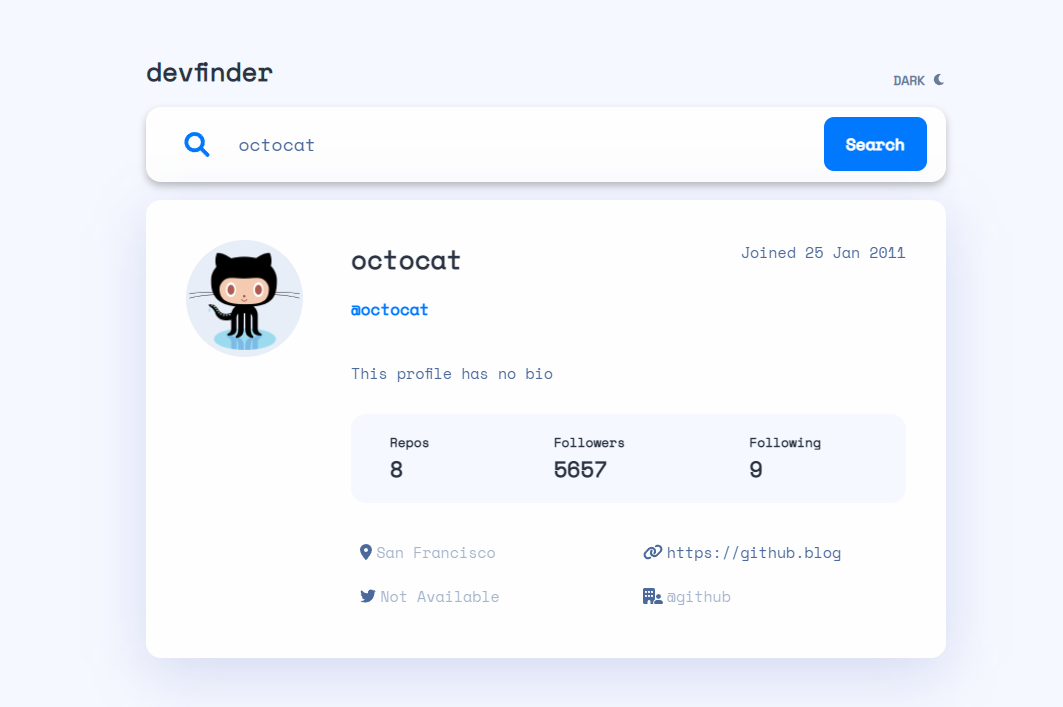 devfinder
DARK
octocat
Search
octocat
Joined 25 Jan 2011
@octocat
This profile has no bio
Repos
Followers
Following
8
5657
9
San Francisco
https://github.blog
Not Available
@github